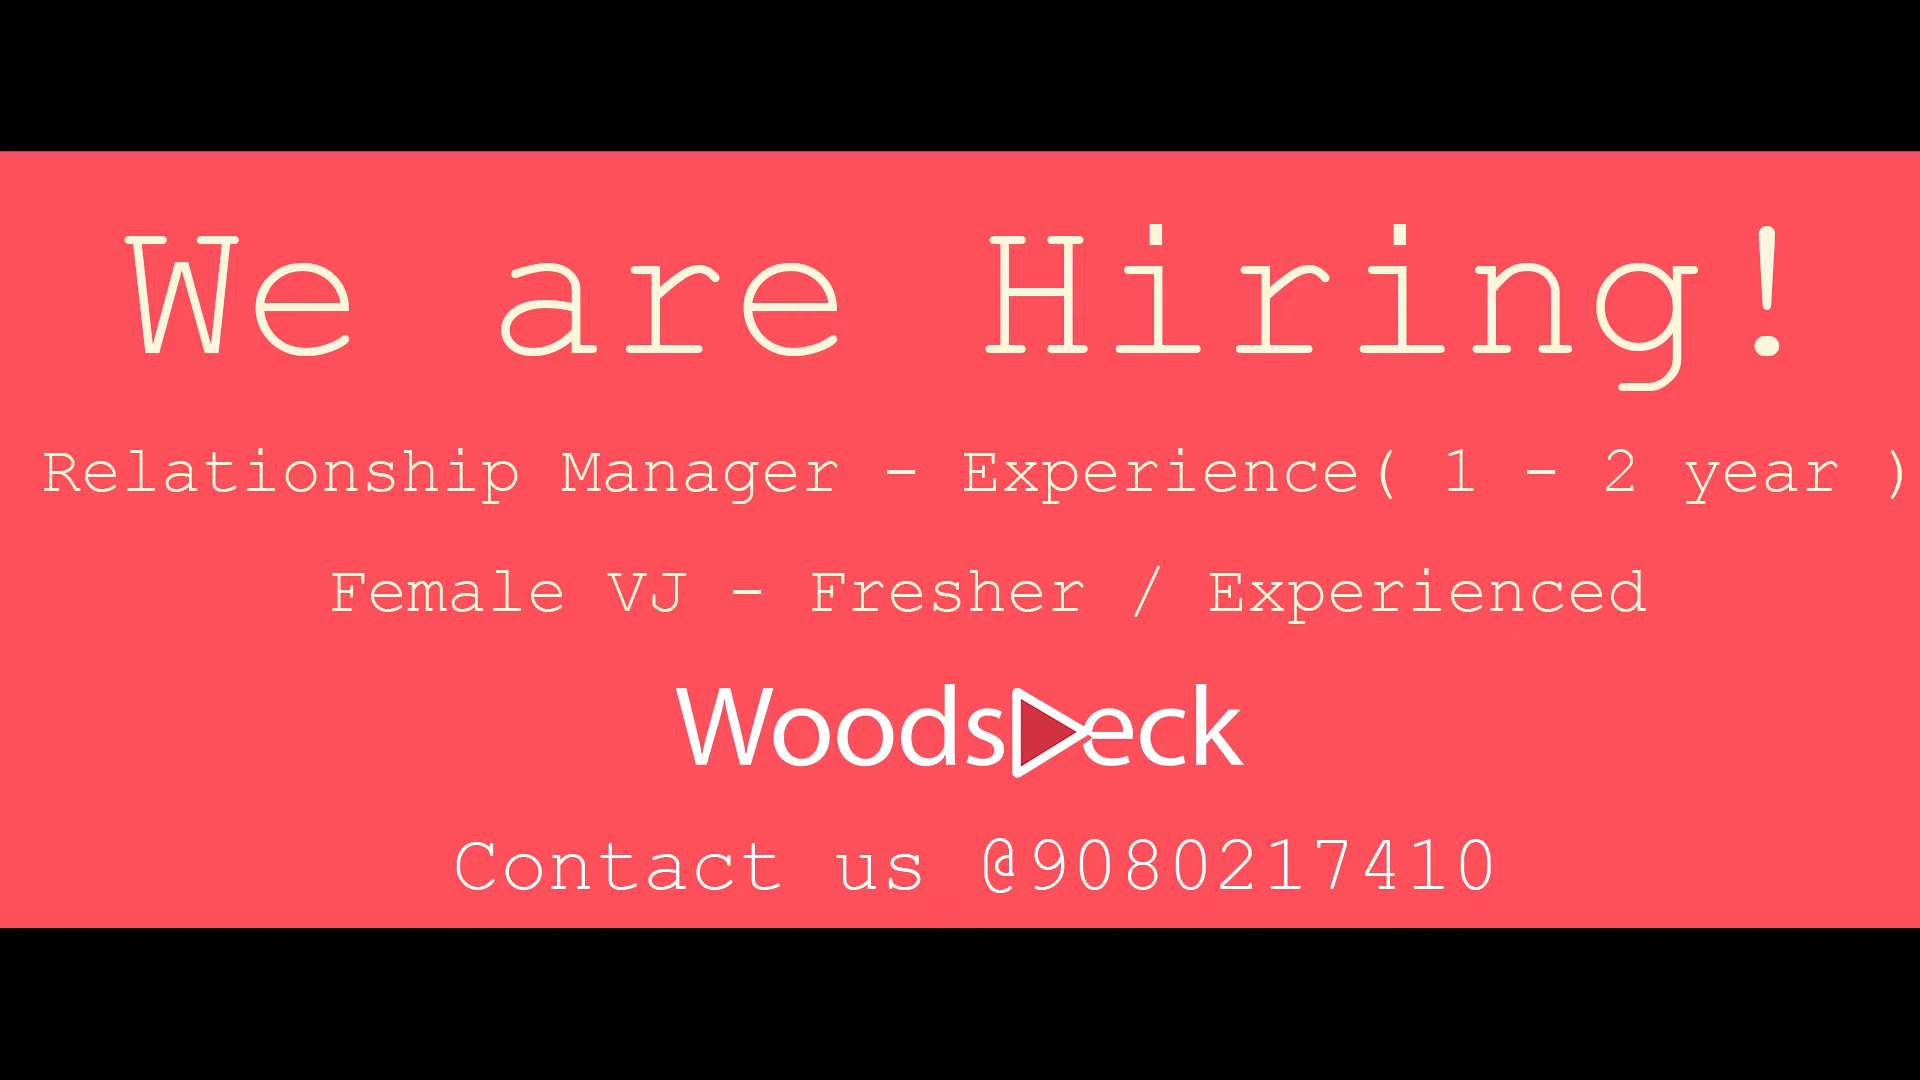 We are Hiring!
Relationship Manager - Experience( 1 - 2 year )
Female VJ - Fresher / Experienced
WoodsDeck
Contact us @9080217410